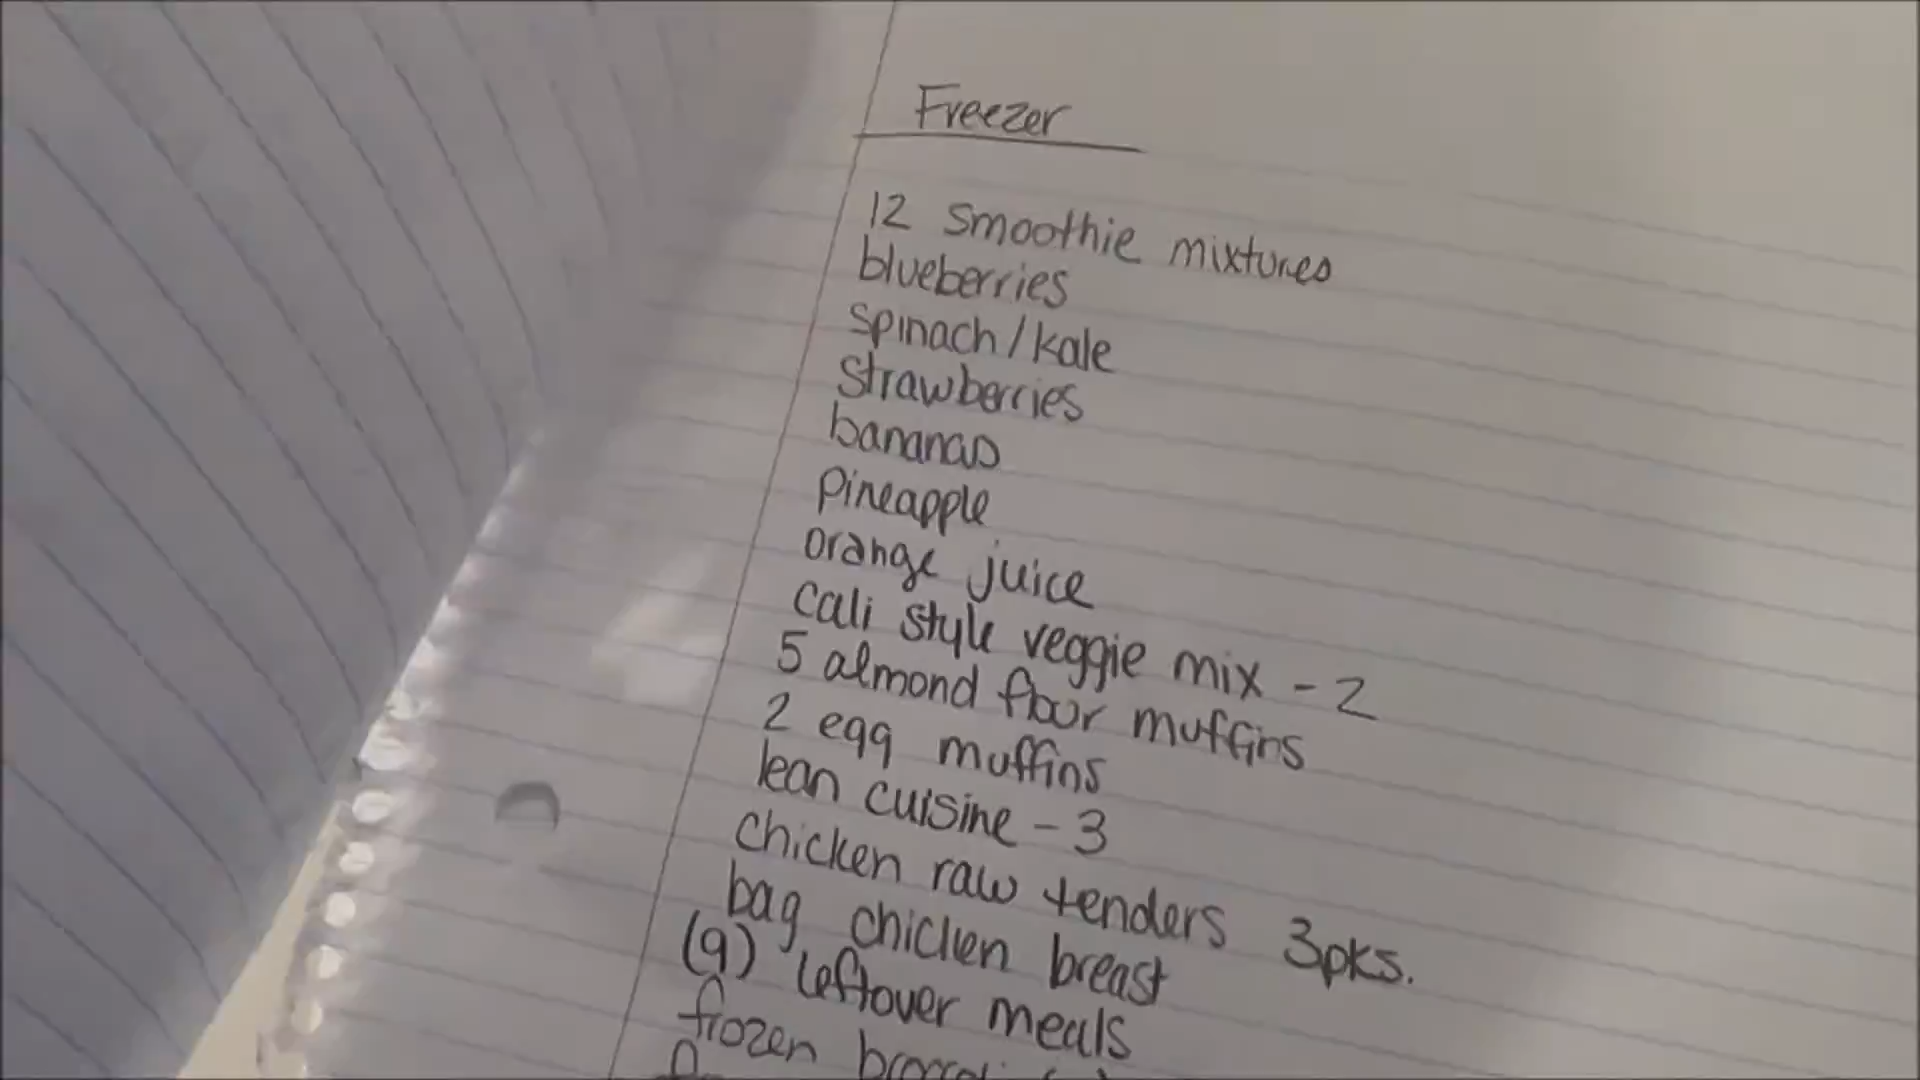 Freezer
12 smoothie mixtures
blueberries
spinach/kale
strawberries
bananas
pineapple
orange juice
cali style veggie mix - 2
5 almond flour muffins
2 egg muffins
lean cuisine - 3
chicken raw tenders 3pks.
bag chicken breast
(9) leftover meals
frozen